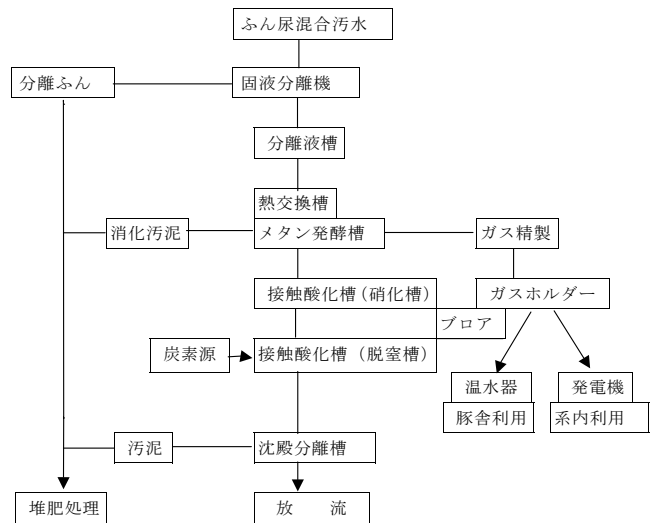 ふん尿混合汚水
分離ふん
固液分離機
分離液槽
熱交換槽
消化汚泥
メタン発酵槽
ガス精製
接触酸化槽(硝化槽)
ガスホルダー
ブロア
炭素源
接触酸化槽(脱窒槽)
温水器
発電機
豚舎利用
系内利用
汚泥
沈殿分離槽
堆肥処理
放 流